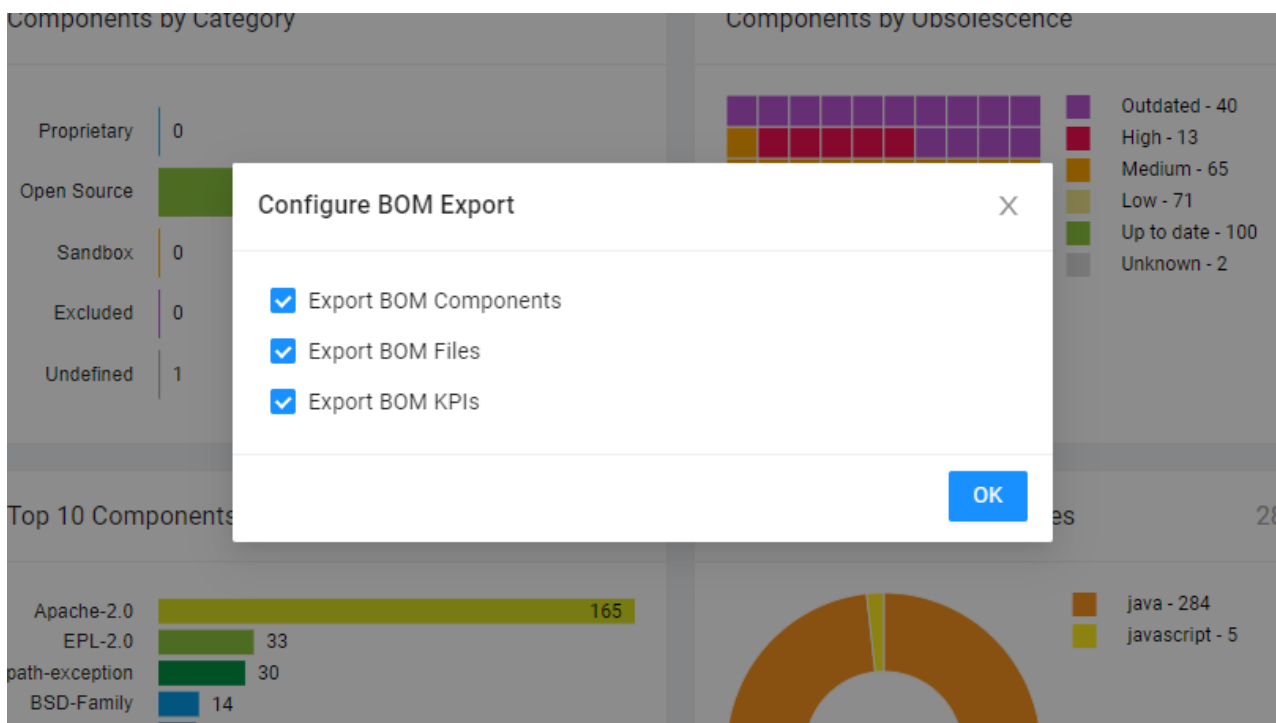 Components by Category
Components by Obsolescence
Proprietary 0
Open Source
Sandbox 0
Excluded 0
Undefined 1
Outdated - 40
High - 13
Medium - 65
Low - 71
Up to date - 100
Unknown - 2
Configure BOM Export X
Export BOM Components
Export BOM Files
Export BOM KPIs
OK
Top 10 Components
Apache-2.0 165
EPL-2.0 33
path-exception 30
BSD-Family 14
java - 284
javascript - 5